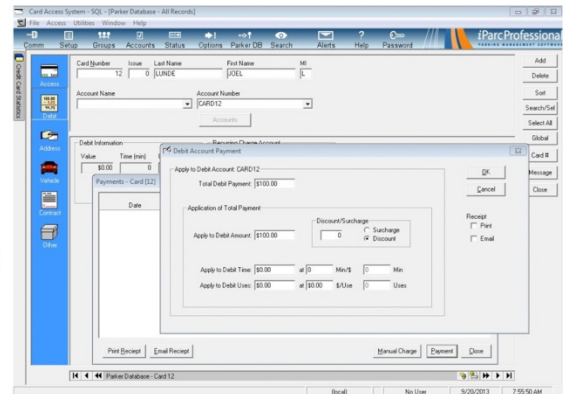 Card Access System - SQL - [Parker Database - All Records]
File Access Utilities Window Help
Comm Setup Groups Accounts Status Options Parker DB Search Alerts Help Password
iParcProfessional
PARKING MANAGEMENT SOFTWARE
Credit Card Statistics
Access
Debit
Address
Vehicle
Contract
Other
Card Number Issue Last Name First Name MI
12 0 LUNDE JOEL L
Account Name Account Number
CARD12
Accounts
Add
Delete
Sort
Search/Sel
Select All
Global
Card #
Message
Close
Debit Information Recurring Charge Account
Value Time (min)
$0.00 0
Payments - Card [12]
Date
Debit Account Payment
Apply to Debit Account: CARD12
Total Debit Payment: $100.00
Application of Total Payment
Discount/Surcharge
Apply to Debit Amount: $100.00 0 Surcharge
Discount
Apply to Debit Time: $0.00 at 0 Min/$ 0 Min
Apply to Debit Uses: $0.00 at $0.00 $/Use 0 Uses
OK
Cancel
Receipt
Print
Email
Print Reciept Email Reciept Manual Charge Payment Close
Parker Database - Card 12
(local) No User 9/20/2013 7:55:50 AM